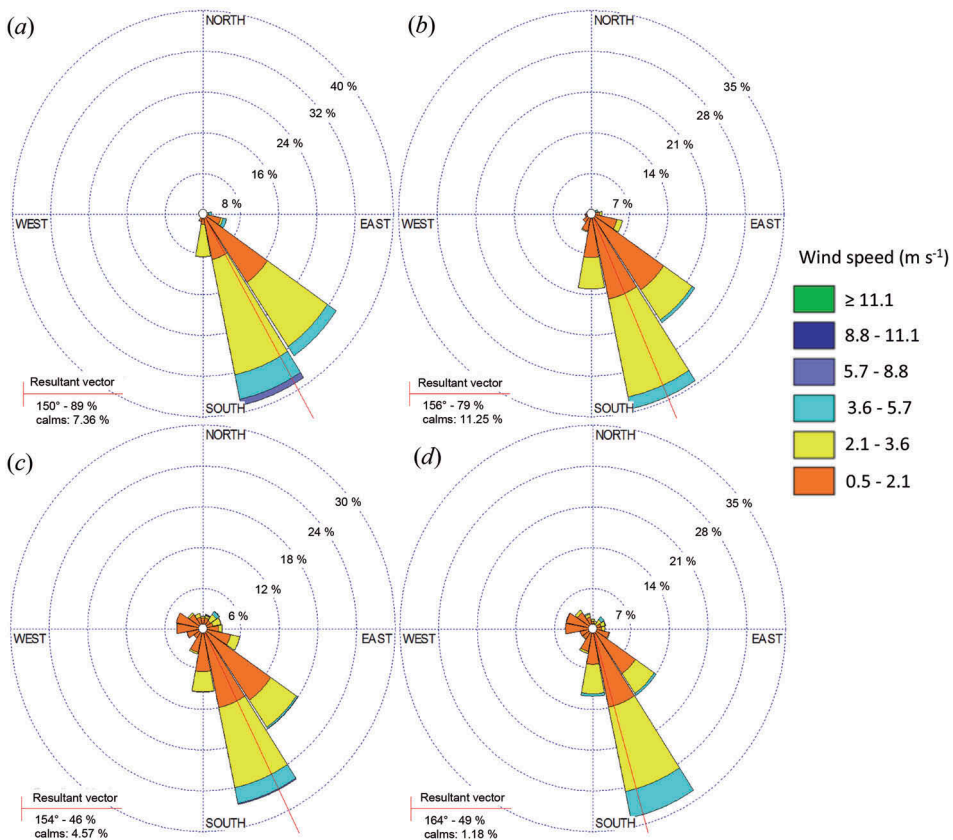 (a)
NORTH
40 %
32 %
24 %
16 %
8 %
WEST
EAST
SOUTH
Resultant vector
150° - 89 %
calms: 7.36 %
(b)
NORTH
35 %
28 %
21 %
14 %
7 %
WEST
EAST
SOUTH
Resultant vector
156° - 79 %
calms: 11.25 %
Wind speed (m s⁻¹)
≥ 11.1
8.8 - 11.1
5.7 - 8.8
3.6 - 5.7
2.1 - 3.6
0.5 - 2.1
(c)
NORTH
30 %
24 %
18 %
12 %
6 %
WEST
EAST
SOUTH
Resultant vector
154° - 46 %
calms: 4.57 %
(d)
NORTH
35 %
28 %
21 %
14 %
7 %
WEST
EAST
SOUTH
Resultant vector
164° - 49 %
calms: 1.18 %